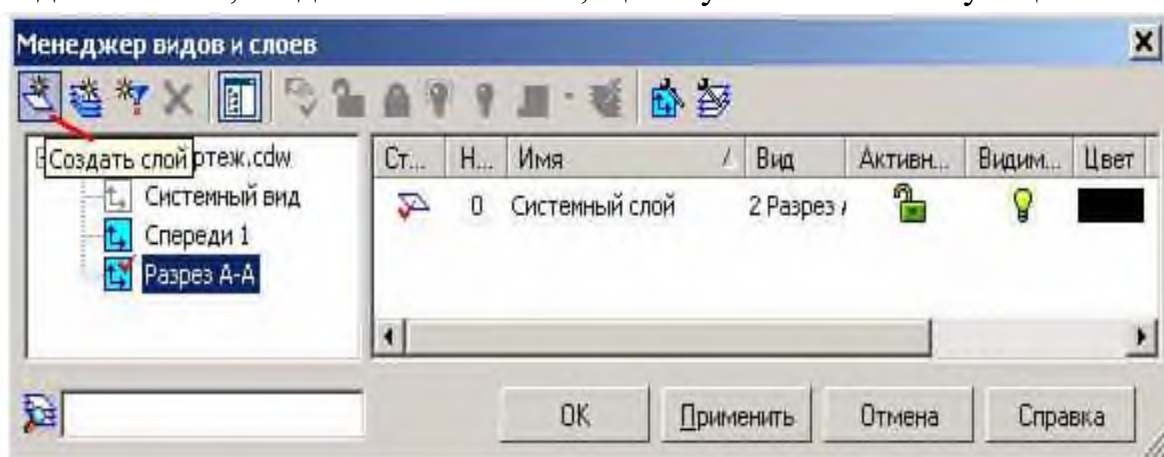 Менеджер видов и слоев
Создать слой ртеж.cdw
Системный вид
Спереди 1
Разрез А-А
Ст... Н... Имя / Вид Активн... Видим... Цвет
0 Системный слой 2 Разрез
ОК Применить Отмена Справка